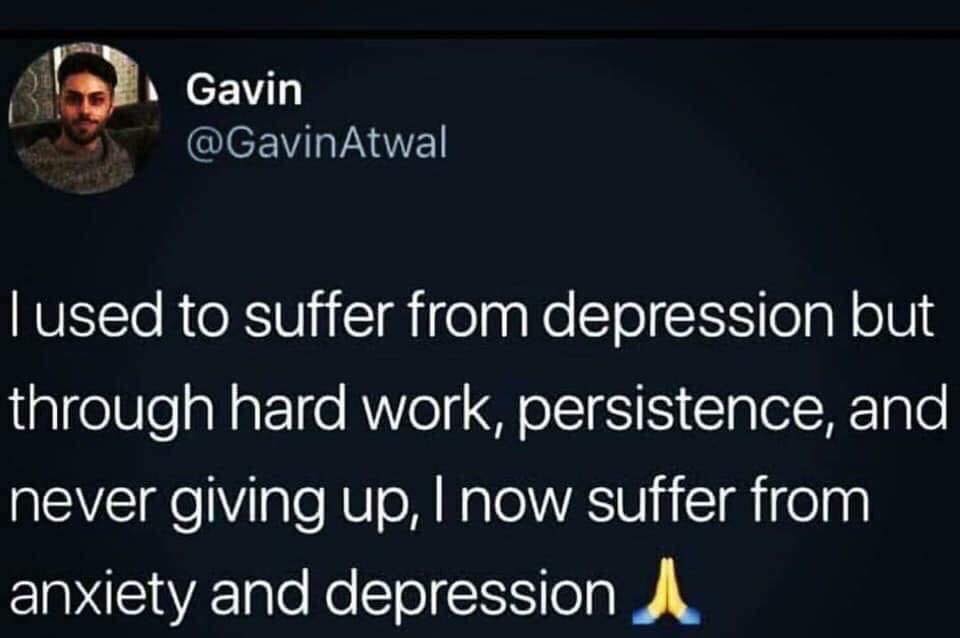 Gavin
@GavinAtwal
I used to suffer from depression but
through hard work, persistence, and
never giving up, I now suffer from
anxiety and depression 🙏